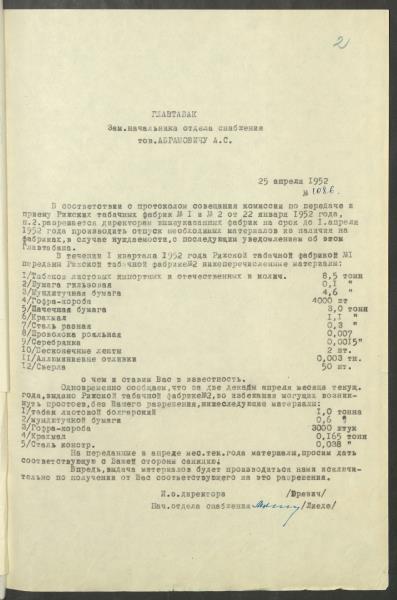 2
ГЛАВТАБАК
Зам.начальника отдела снабжения
тов.АБРАМОВИЧУ А.С.
25 апреля 1952
№ 1086.
В соответствии с протоколом совещания комиссии по передаче и
приему Рижских табачных фабрик №1 и №2 от 22 января 1952 года,
п.2.разрешается директорам вышеуказанных фабрик на срок до I.апреля
1952 года производить отпуск необходимых материалов из наличия на
фабриках,в случае нуждаемости,с последующим уведомлением об этом
Главтабака.
В течении I квартала 1952 года Рижской табачной фабрикой №1
переданы Рижской табачной фабрике№2 нижеперечисленные материалы:
1/Табаков листовых импортных и отечественных в колич. 8,5 тонн
2/Бумага гильзовая 0,1 "
3/Мундштучная бумага 4,6 "
4/Гофра-короба 4000 шт
5/Пачечная бумага 3,0 тонн
6/Крахмал 1,1 "
7/Сталь разная 0,3 "
8/Проволока рояльная 0,007
9/Серебрянка 0,0015"
10/Бесконечные ленты 2 шт.
11/Аллюминиевые отливки 0,003 тн.
12/Сверла 50 шт.
о чем и ставим Вас в известность.
Одновременно сообщаем,что за две декады апреля месяца текущ.
года,выдано Рижской табачной фабрике№2,во избежания могущих возник-
нуть простоев,без Вашего разрешения,нижеследующие материалы:
1/табак листовой болгарский 1,0 тонна
2/мундштучной бумаги 0,6 "
3/Гофра-короба 3000 штук
4/Крахмал 0,165 тонн
5/Сталь констр. 0,038 "
На переданные в апреле мес.тек.года материалы,просим дать
соответствующую с Вашей стороны санкцию.
Впредь,выдача материалов будет производиться нами исключи-
тельно по получении от Вас соответствующего на это разрешения.
И.о.директора /Юревич/
Нач.отдела снабжения /Лиепе/